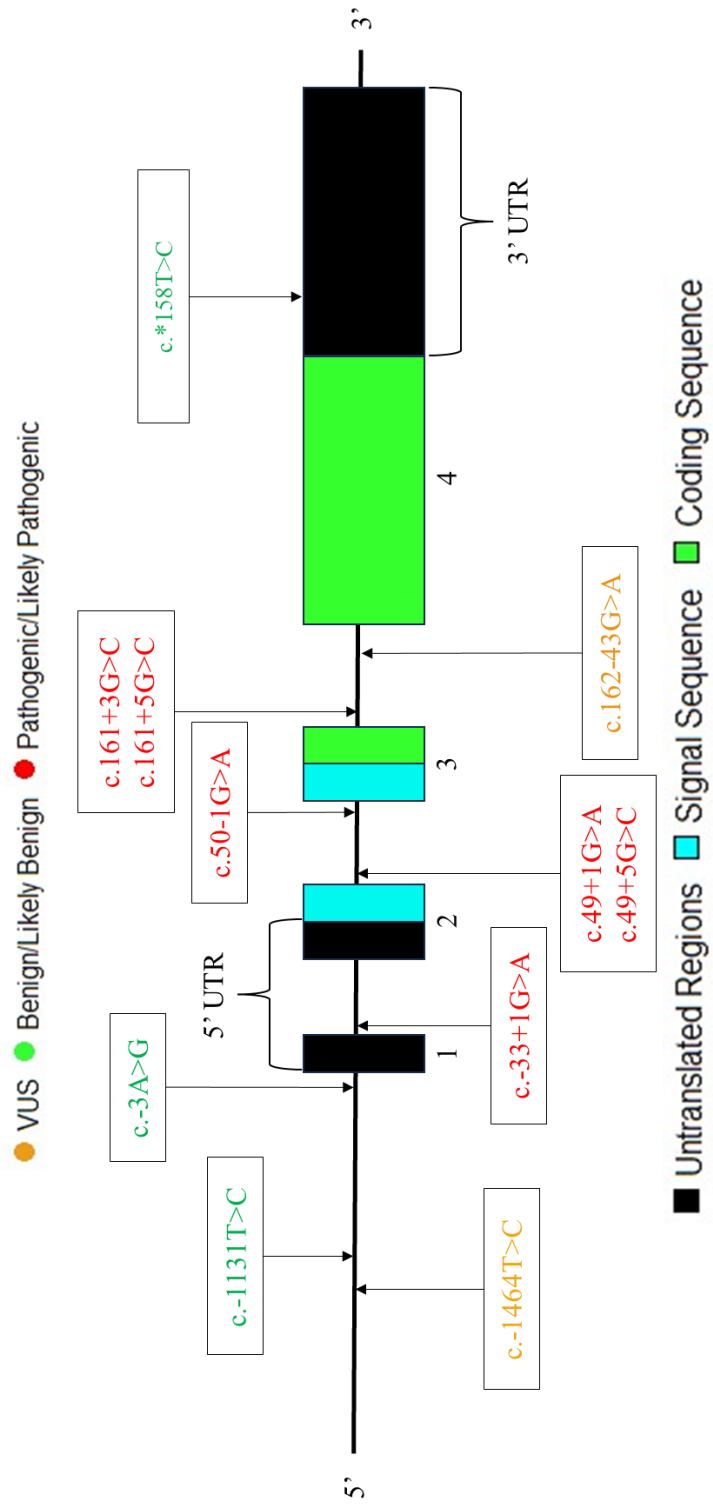 VUS
Benign/Likely Benign
Pathogenic/Likely Pathogenic
c.-1131T>C
c.-3A>G
5’ UTR
c.50-1G>A
c.161+3G>C
c.161+5G>C
c.*158T>C
5’
3’
1
2
3
4
3’ UTR
c.-1464T>C
c.-33+1G>A
c.49+1G>A
c.49+5G>C
c.162-43G>A
Untranslated Regions
Signal Sequence
Coding Sequence